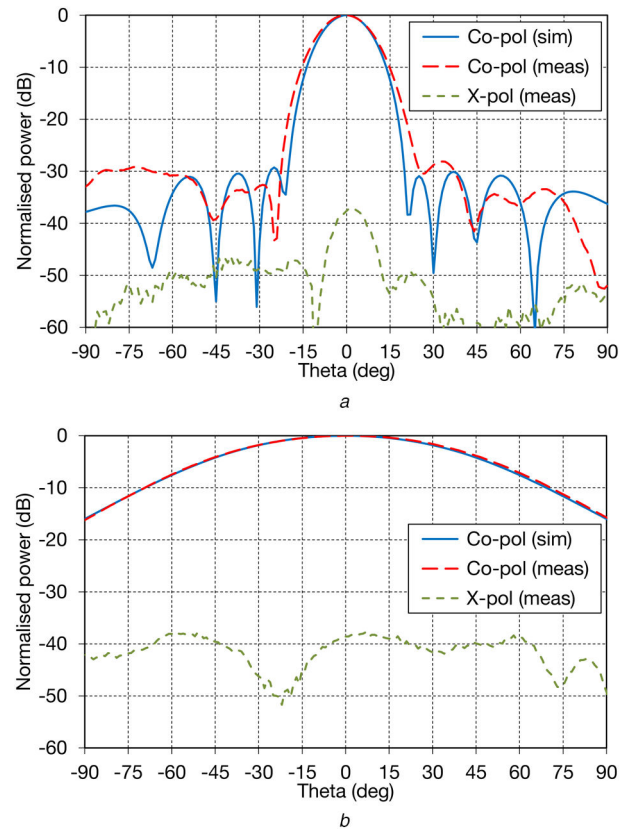 0
-10
-20
-30
-40
-50
-60
Normalised power (dB)
Co-pol (sim)
Co-pol (meas)
X-pol (meas)
-90 -75 -60 -45 -30 -15 0 15 30 45 60 75 90
Theta (deg)
a
0
-10
-20
-30
-40
-50
-60
Normalised power (dB)
Co-pol (sim)
Co-pol (meas)
X-pol (meas)
-90 -75 -60 -45 -30 -15 0 15 30 45 60 75 90
Theta (deg)
b